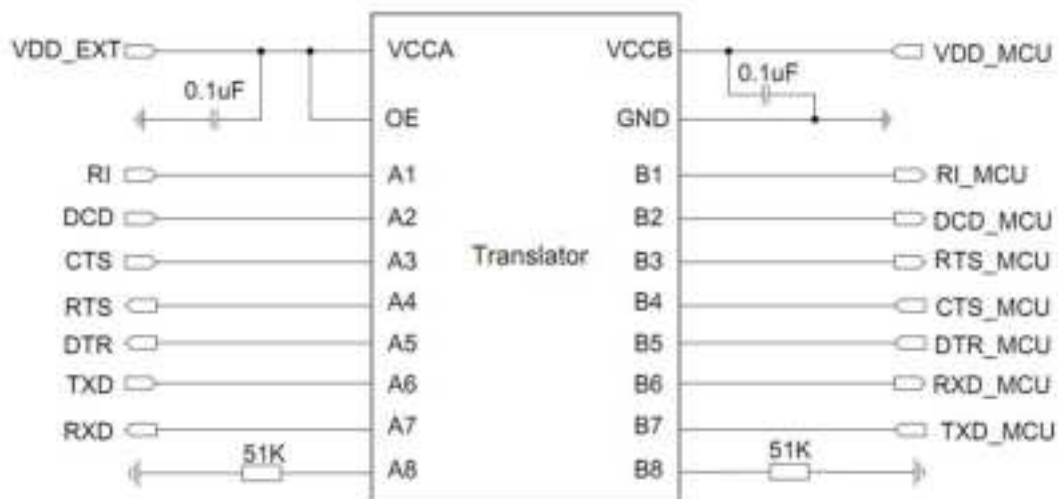 VDD_EXT VCCA VCCB VDD_MCU
0.1uF 0.1uF
OE GND
RI A1 B1 RI_MCU
DCD A2 B2 DCD_MCU
CTS A3 Translator B3 RTS_MCU
RTS A4 B4 CTS_MCU
DTR A5 B5 DTR_MCU
TXD A6 B6 RXD_MCU
RXD A7 B7 TXD_MCU
51K A8 B8 51K